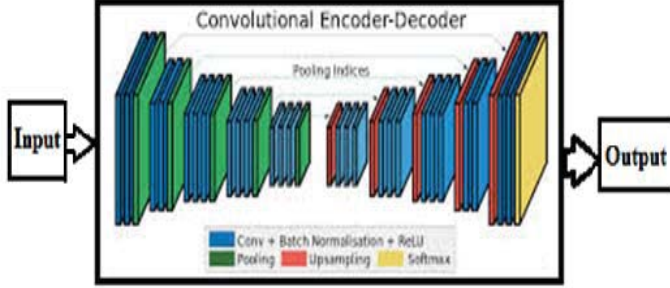 Convolutional Encoder-Decoder
Pooling Indices
Input
Output
Conv + Batch Normalisation + ReLU
Pooling Upsampling Softmax